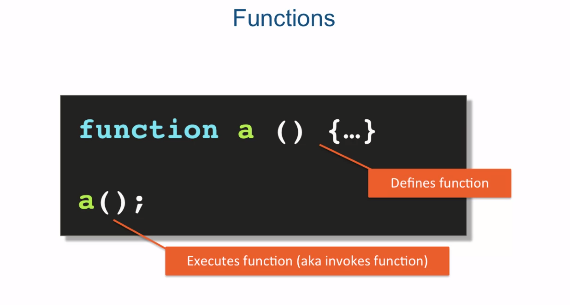 Functions
function a () {…}
Defines function
a();
Executes function (aka invokes function)